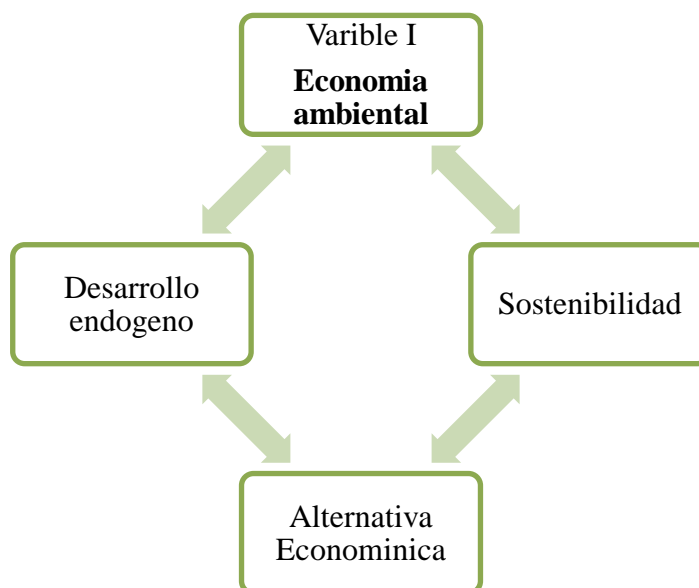 Varible I
Economia
ambiental
Desarrollo
endogeno
Sostenibilidad
Alternativa
Econominica